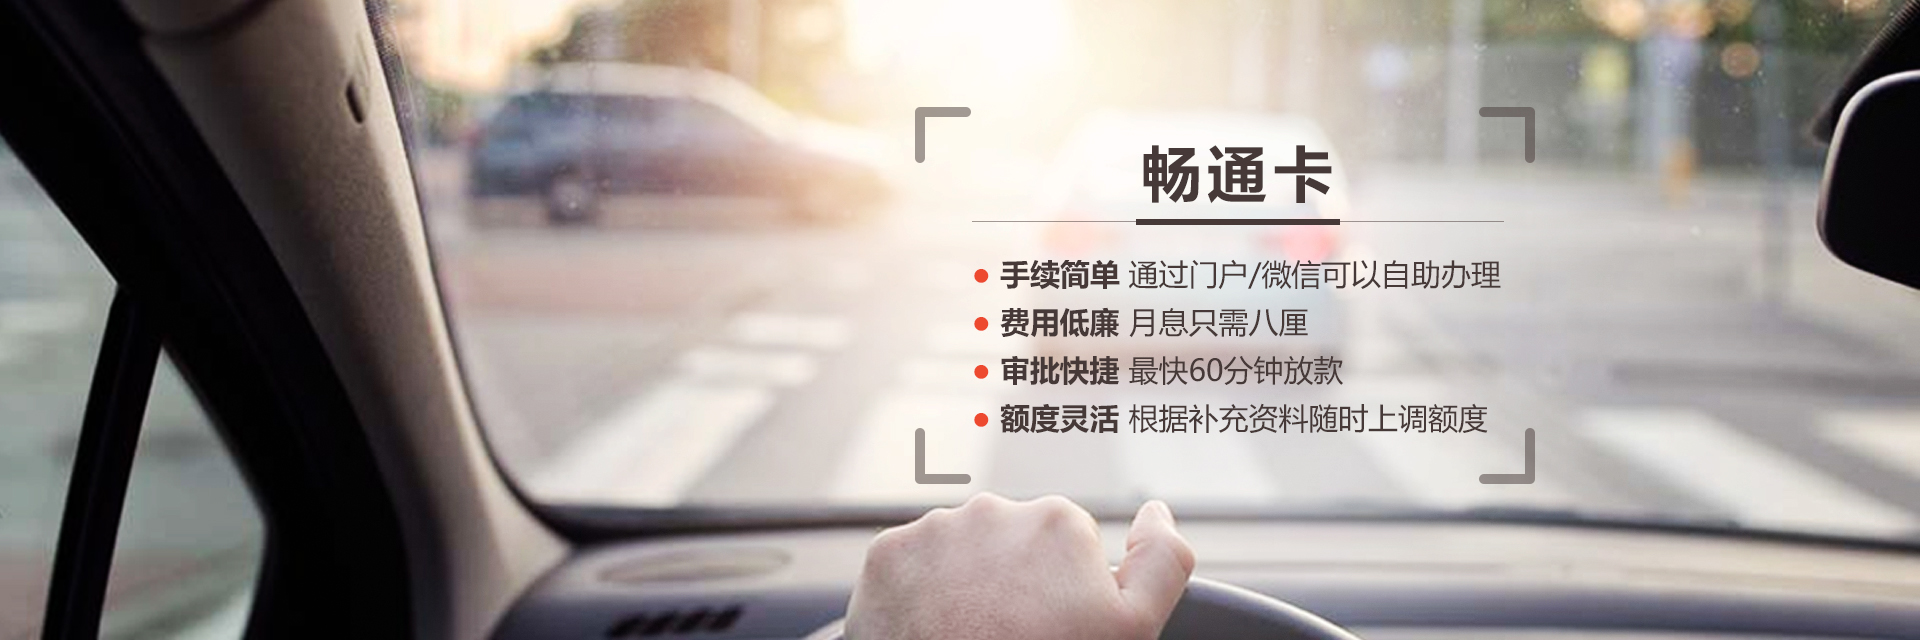 畅通卡
手续简单 通过门户/微信可以自助办理
费用低廉 月息只需八厘
审批快捷 最快60分钟放款
额度灵活 根据补充资料随时上调额度